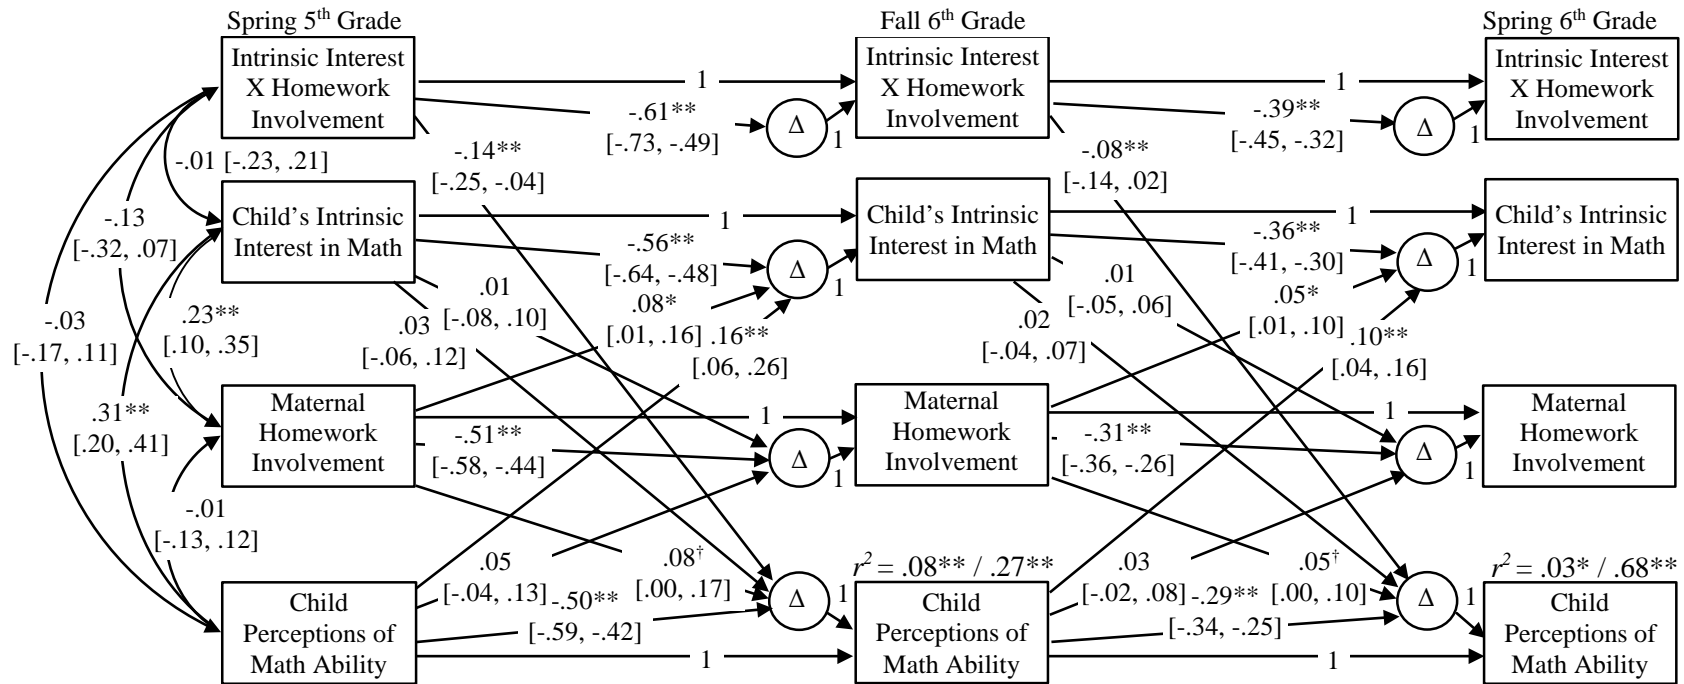 Spring 5th Grade
Fall 6th Grade
Spring 6th Grade
Intrinsic Interest
X Homework
Involvement
1
-.61**
[-.73, -.49]
Δ
1
Intrinsic Interest
X Homework
Involvement
1
-.39**
[-.45, -.32]
Δ
1
Intrinsic Interest
X Homework
Involvement
-.01 [-.23, .21]
-.14**
[-.25, -.04]
-.08**
[-.14, .02]
-.13
[-.32, .07]
Child's Intrinsic
Interest in Math
1
-.56**
[-.64, -.48]
Δ
1
Child's Intrinsic
Interest in Math
1
-.36**
[-.41, -.30]
Δ
1
Child's Intrinsic
Interest in Math
-.03
[-.17, .11]
.23**
[.10, .35]
.03
[-.06, .12]
.01
[-.08, .10]
.08*
[.01, .16]
.16**
[.06, .26]
.02
[-.04, .07]
.01
[-.05, .06]
.05*
[.01, .10]
.10**
[.04, .16]
.31**
[.20, .41]
Maternal
Homework
Involvement
1
-.51**
[-.58, -.44]
Δ
1
Maternal
Homework
Involvement
1
-.31**
[-.36, -.26]
Δ
1
Maternal
Homework
Involvement
-.01
[-.13, .12]
.05
[-.04, .13]
.08†
[.00, .17]
-.50**
[-.59, -.42]
r2 = .08** / .27**
.03
[-.02, .08]
.05†
[.00, .10]
-.29**
[-.34, -.25]
r2 = .03* / .68**
Child
Perceptions of
Math Ability
1
Δ
1
Child
Perceptions of
Math Ability
1
Δ
1
Child
Perceptions of
Math Ability